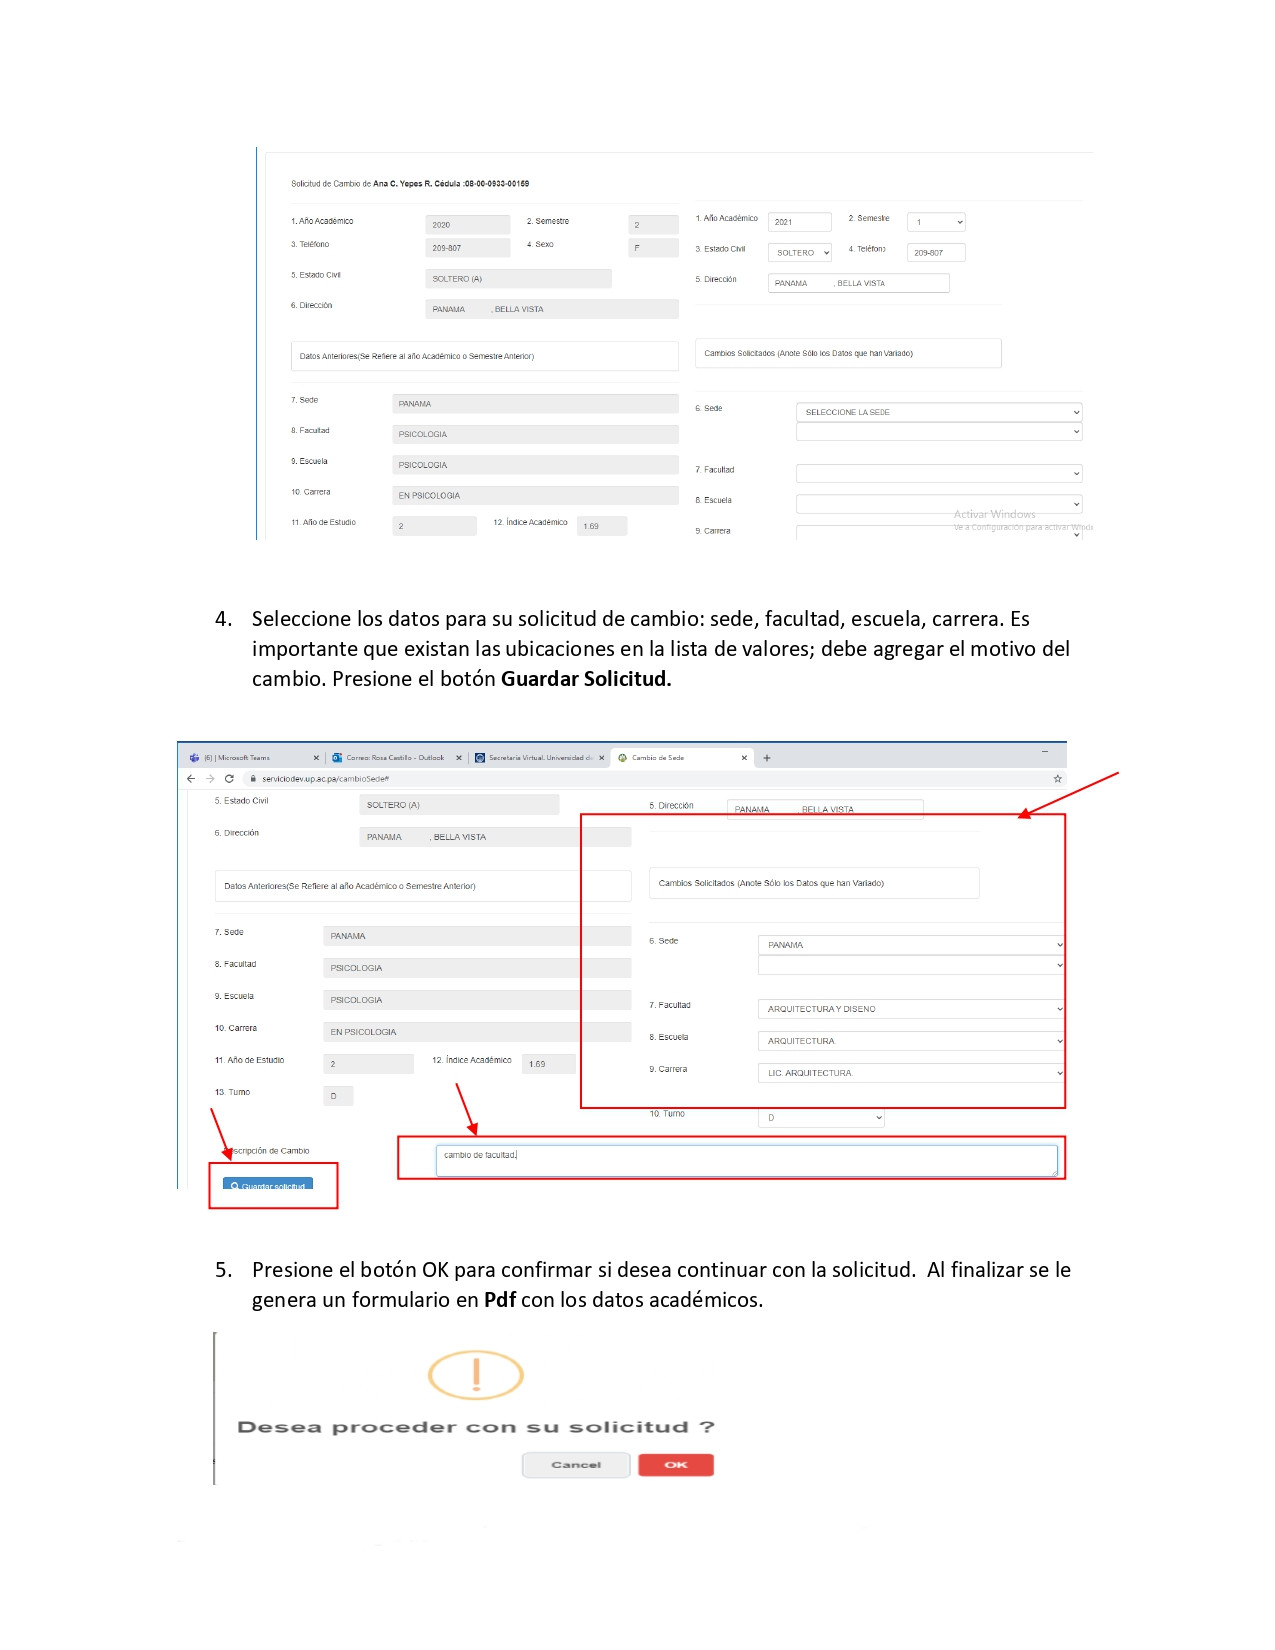 Solicitud de Cambio de Ana C. Yepes R. Cédula :08-00-0933-00159
1. Año Académico 2020 2. Semestre 2
3. Teléfono 209-807 4. Sexo F
5. Estado Civil SOLTERO (A)
6. Dirección PANAMA , BELLA VISTA
Datos Anteriores(Se Refiere al año Académico o Semestre Anterior)
7. Sede PANAMA
8. Facultad PSICOLOGIA
9. Escuela PSICOLOGIA
10. Carrera EN PSICOLOGIA
11. Año de Estudio 2 12. Índice Académico 1.69
1. Año Académico 2021 2. Semestre 1
3. Estado Civil SOLTERO 4. Teléfono 209-807
5. Dirección PANAMA , BELLA VISTA
Cambios Solicitados (Anote Sólo los Datos que han Variado)
6. Sede SELECCIONE LA SEDE
7. Facultad
8. Escuela
9. Carrera
Activar Windows
Ve a Configuración para activar Windo
4. Seleccione los datos para su solicitud de cambio: sede, facultad, escuela, carrera. Es
importante que existan las ubicaciones en la lista de valores; debe agregar el motivo del
cambio. Presione el botón Guardar Solicitud.
(6) | Microsoft Teams Correo: Rosa Castillo - Outlook Secretaría Virtual. Universidad de Cambio de Sede
serviciodev.up.ac.pa/cambioSede#
5. Estado Civil SOLTERO (A)
6. Dirección PANAMA , BELLA VISTA
Datos Anteriores(Se Refiere al año Académico o Semestre Anterior)
7. Sede PANAMA
8. Facultad PSICOLOGIA
9. Escuela PSICOLOGIA
10. Carrera EN PSICOLOGIA
11. Año de Estudio 2 12. Índice Académico 1.69
13. Turno D
5. Dirección PANAMA , BELLA VISTA
Cambios Solicitados (Anote Sólo los Datos que han Variado)
6. Sede PANAMA
7. Facultad ARQUITECTURA Y DISENO
8. Escuela ARQUITECTURA.
9. Carrera LIC. ARQUITECTURA.
10. Turno D
scripción de Cambio cambio de facultad.
Guardar solicitud
5. Presione el botón OK para confirmar si desea continuar con la solicitud. Al finalizar se le
genera un formulario en Pdf con los datos académicos.
Desea proceder con su solicitud ?
Cancel OK